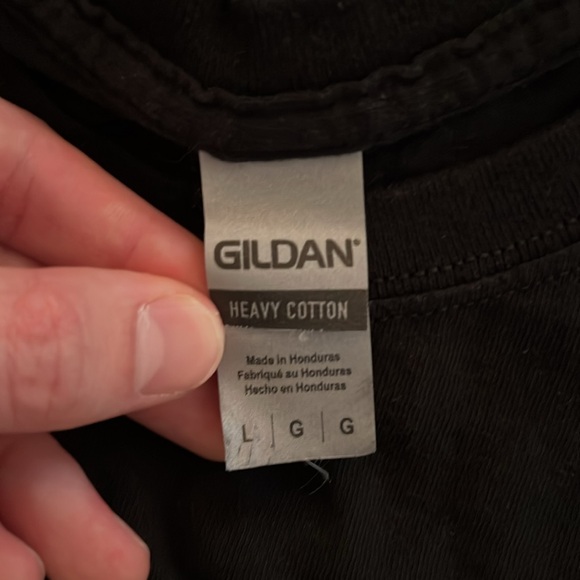 GILDAN®
HEAVY COTTON
Made in Honduras
Fabriqué au Honduras
Hecho en Honduras
L | G | G